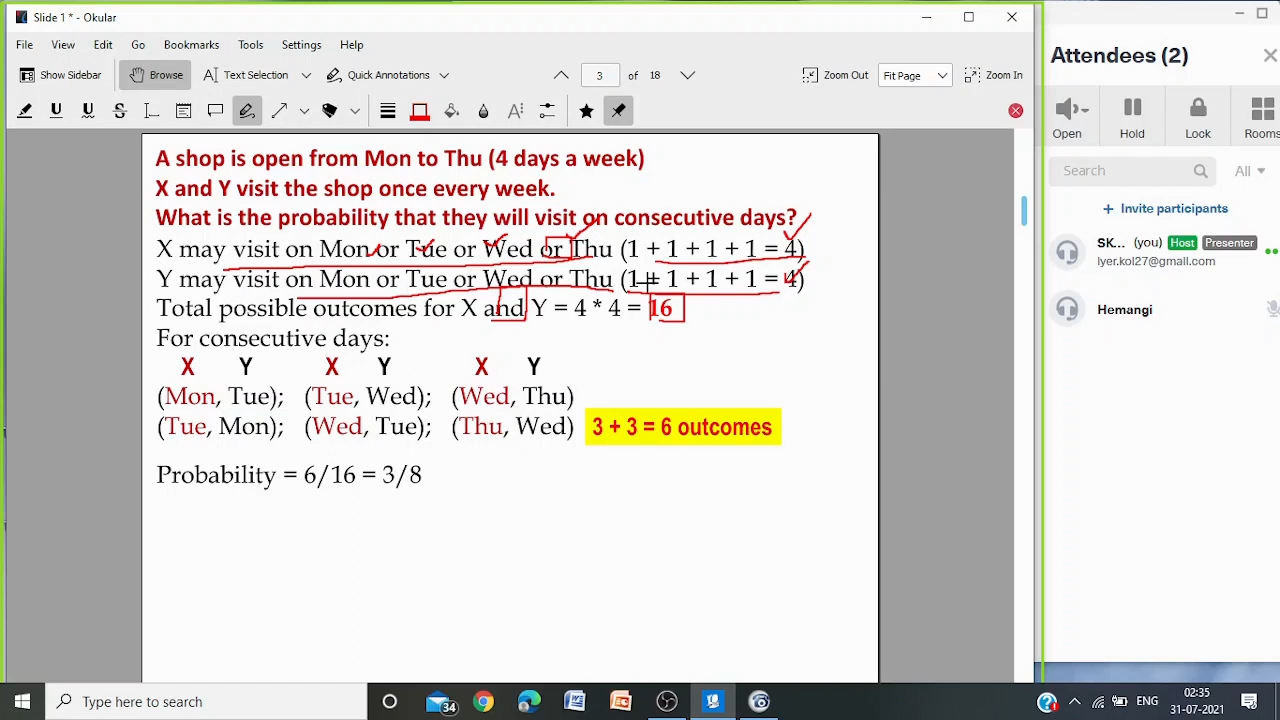 Slide 1 * - Okular
File View Edit Go Bookmarks Tools Settings Help
Show Sidebar Browse Text Selection Quick Annotations 3 of 18 Zoom Out Fit Page Zoom In
A shop is open from Mon to Thu (4 days a week)
X and Y visit the shop once every week.
What is the probability that they will visit on consecutive days?
X may visit on Mon or Tue or Wed or Thu (1 + 1 + 1 + 1 = 4)
Y may visit on Mon or Tue or Wed or Thu (1 + 1 + 1 + 1 = 4)
Total possible outcomes for X and Y = 4 * 4 = 16
For consecutive days:
X Y X Y X Y
(Mon, Tue); (Tue, Wed); (Wed, Thu)
(Tue, Mon); (Wed, Tue); (Thu, Wed) 3 + 3 = 6 outcomes
Probability = 6/16 = 3/8
Attendees (2)
Open Hold Lock Rooms
Search All
+ Invite participants
SK... (you) Host Presenter
Iyer.kol27@gmail.com
Hemangi
Type here to search 34 ENG 02:35
31-07-2021